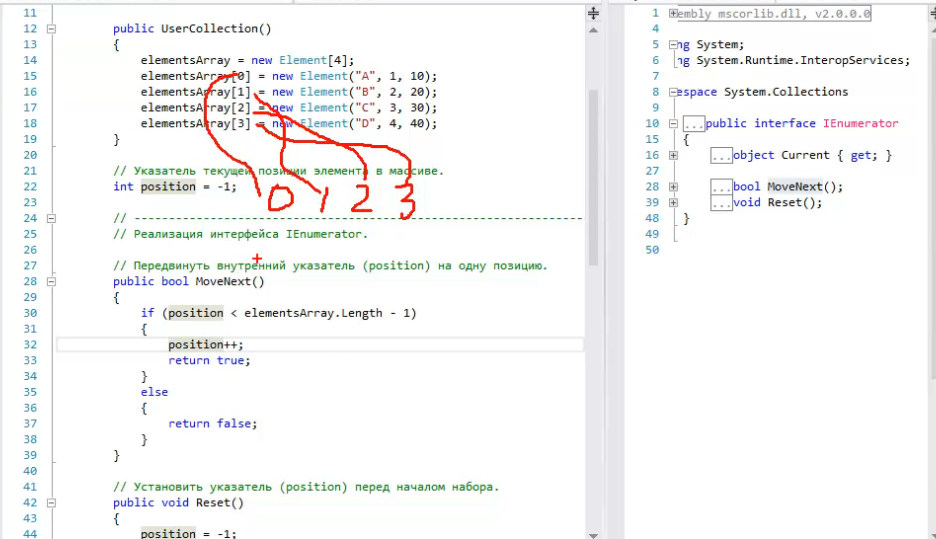 11
12 public UserCollection()
13 {
14 elementsArray = new Element[4];
15 elementsArray[0] = new Element("A", 1, 10);
16 elementsArray[1] = new Element("B", 2, 20);
17 elementsArray[2] = new Element("C", 3, 30);
18 elementsArray[3] = new Element("D", 4, 40);
19 }
20
21 // Указатель текущей позиции элемента в массиве.
22 int position = -1;
0 1 2 3
23
24 // ----------------------------------------------------------------
25 // Реализация интерфейса IEnumerator.
26
27 // Передвинуть внутренний указатель (position) на одну позицию.
28 public bool MoveNext()
29 {
30 if (position < elementsArray.Length - 1)
31 {
32 position++;
33 return true;
34 }
35 else
36 {
37 return false;
38 }
39 }
40
41 // Установить указатель (position) перед началом набора.
42 public void Reset()
43 {
44 position = -1;
1 embly mscorlib.dll, v2.0.0.0
4
5 ng System;
6 ng System.Runtime.InteropServices;
7
8 espace System.Collections
9
10 ...public interface IEnumerator
15 {
16 ...object Current { get; }
27
28 ...bool MoveNext();
39 ...void Reset();
48 }
49
50